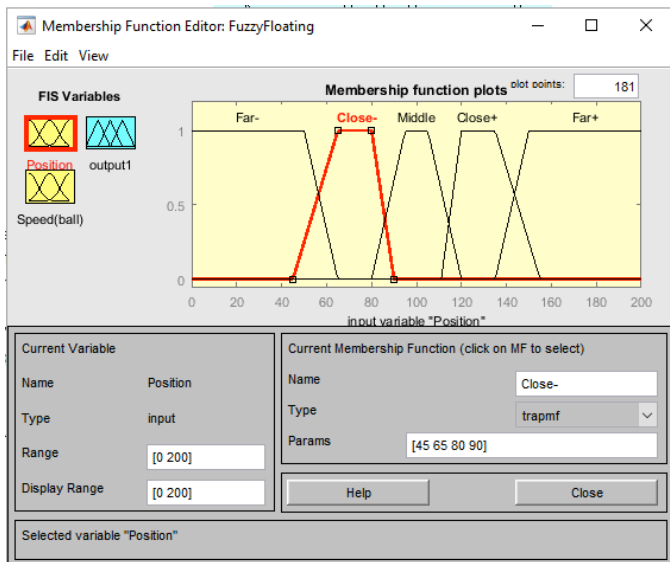 Membership Function Editor: FuzzyFloating
File Edit View
FIS Variables
Position
output1
Speed(ball)
Membership function plots
plot points:
181
Far-
Close-
Middle
Close+
Far+
1
0.5
0
0 20 40 60 80 100 120 140 160 180 200
input variable "Position"
Current Variable
Name Position
Type input
Range [0 200]
Display Range [0 200]
Current Membership Function (click on MF to select)
Name Close-
Type trapmf
Params [45 65 80 90]
Help Close
Selected variable "Position"